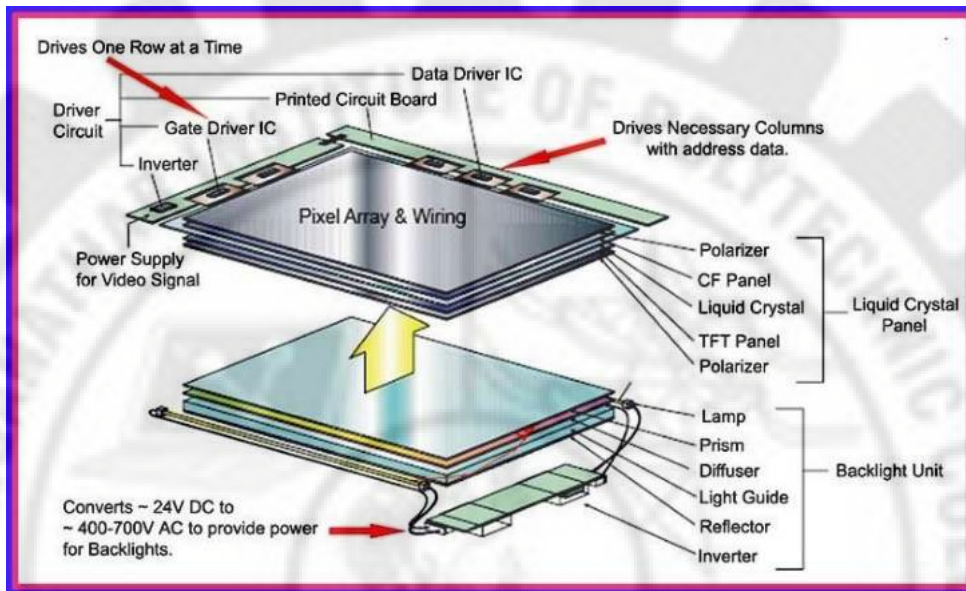 Drives One Row at a Time
Data Driver IC
Printed Circuit Board
Driver
Circuit
Gate Driver IC
Inverter
Drives Necessary Columns
with address data.
Pixel Array & Wiring
Power Supply
for Video Signal
Polarizer
CF Panel
Liquid Crystal
TFT Panel
Polarizer
Liquid Crystal
Panel
Lamp
Prism
Diffuser
Light Guide
Reflector
Inverter
Backlight Unit
Converts ~ 24V DC to
~ 400-700V AC to provide power
for Backlights.